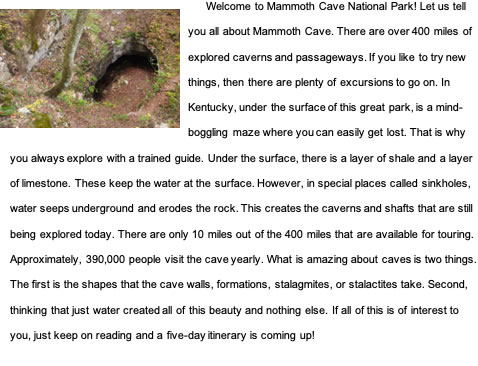 Welcome to Mammoth Cave National Park! Let us tell
you all about Mammoth Cave. There are over 400 miles of
explored caverns and passageways. If you like to try new
things, then there are plenty of excursions to go on. In
Kentucky, under the surface of this great park, is a mind-
boggling maze where you can easily get lost. That is why
you always explore with a trained guide. Under the surface, there is a layer of shale and a layer
of limestone. These keep the water at the surface. However, in special places called sinkholes,
water seeps underground and erodes the rock. This creates the caverns and shafts that are still
being explored today. There are only 10 miles out of the 400 miles that are available for touring.
Approximately, 390,000 people visit the cave yearly. What is amazing about caves is two things.
The first is the shapes that the cave walls, formations, stalagmites, or stalactites take. Second,
thinking that just water created all of this beauty and nothing else. If all of this is of interest to
you, just keep on reading and a five-day itinerary is coming up!